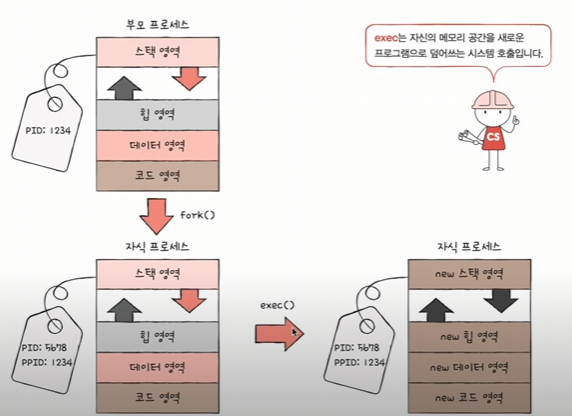 부모 프로세스
스택 영역
힙 영역
데이터 영역
코드 영역
PID: 1234
exec는 자신의 메모리 공간을 새로운
프로그램으로 덮어쓰는 시스템 호출입니다.
CS
fork()
자식 프로세스
스택 영역
힙 영역
데이터 영역
코드 영역
PID: 5678
PPID: 1234
exec()
자식 프로세스
new 스택 영역
new 힙 영역
new 데이터 영역
new 코드 영역
PID: 5678
PPID: 1234